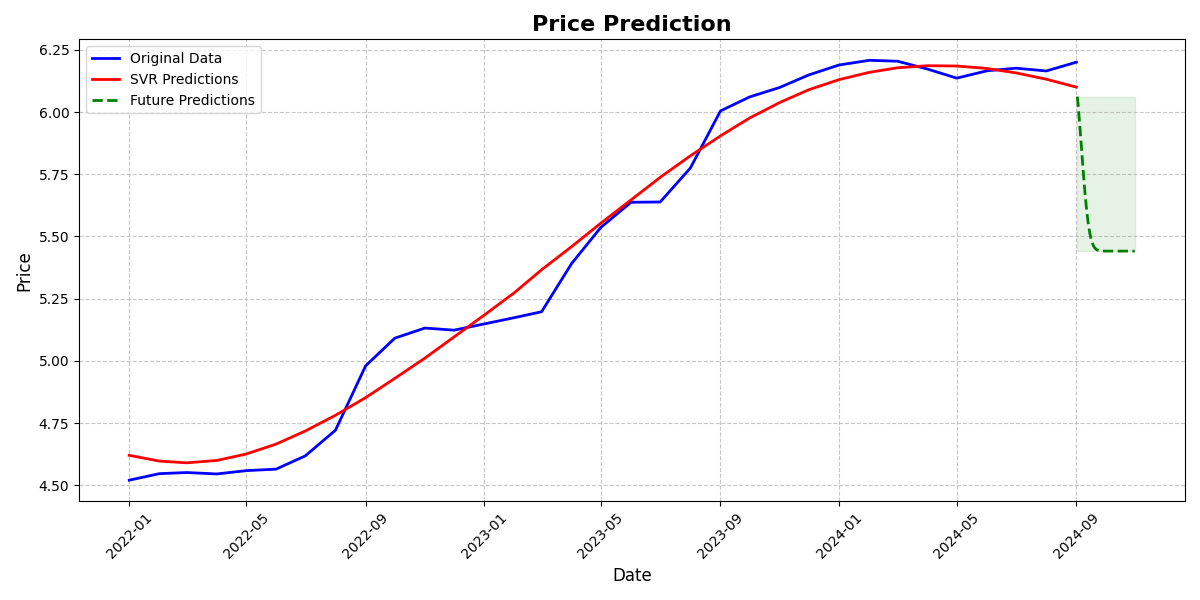 Price Prediction
Original Data
SVR Predictions
Future Predictions
Price
6.25
6.00
5.75
5.50
5.25
5.00
4.75
4.50
2022-01
2022-05
2022-09
2023-01
2023-05
2023-09
2024-01
2024-05
2024-09
Date